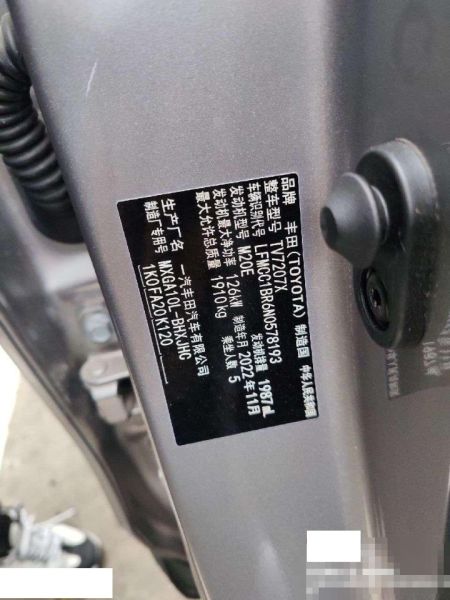 品牌 丰田(TOYOTA) 制造国 中华人民共和国
整车型号 TV7207X
车辆识别代号 LFMCG1BR6N0578193
发动机型号 M20E 发动机排量 1987mL
发动机最大净功率 126kW 制造年月 2022年11月
最大允许总质量 1910kg 乘坐人数 5
生产厂名 一汽丰田汽车有限公司
制造厂专用号 MXGA10L-BHXJHG
1K0FA20K120